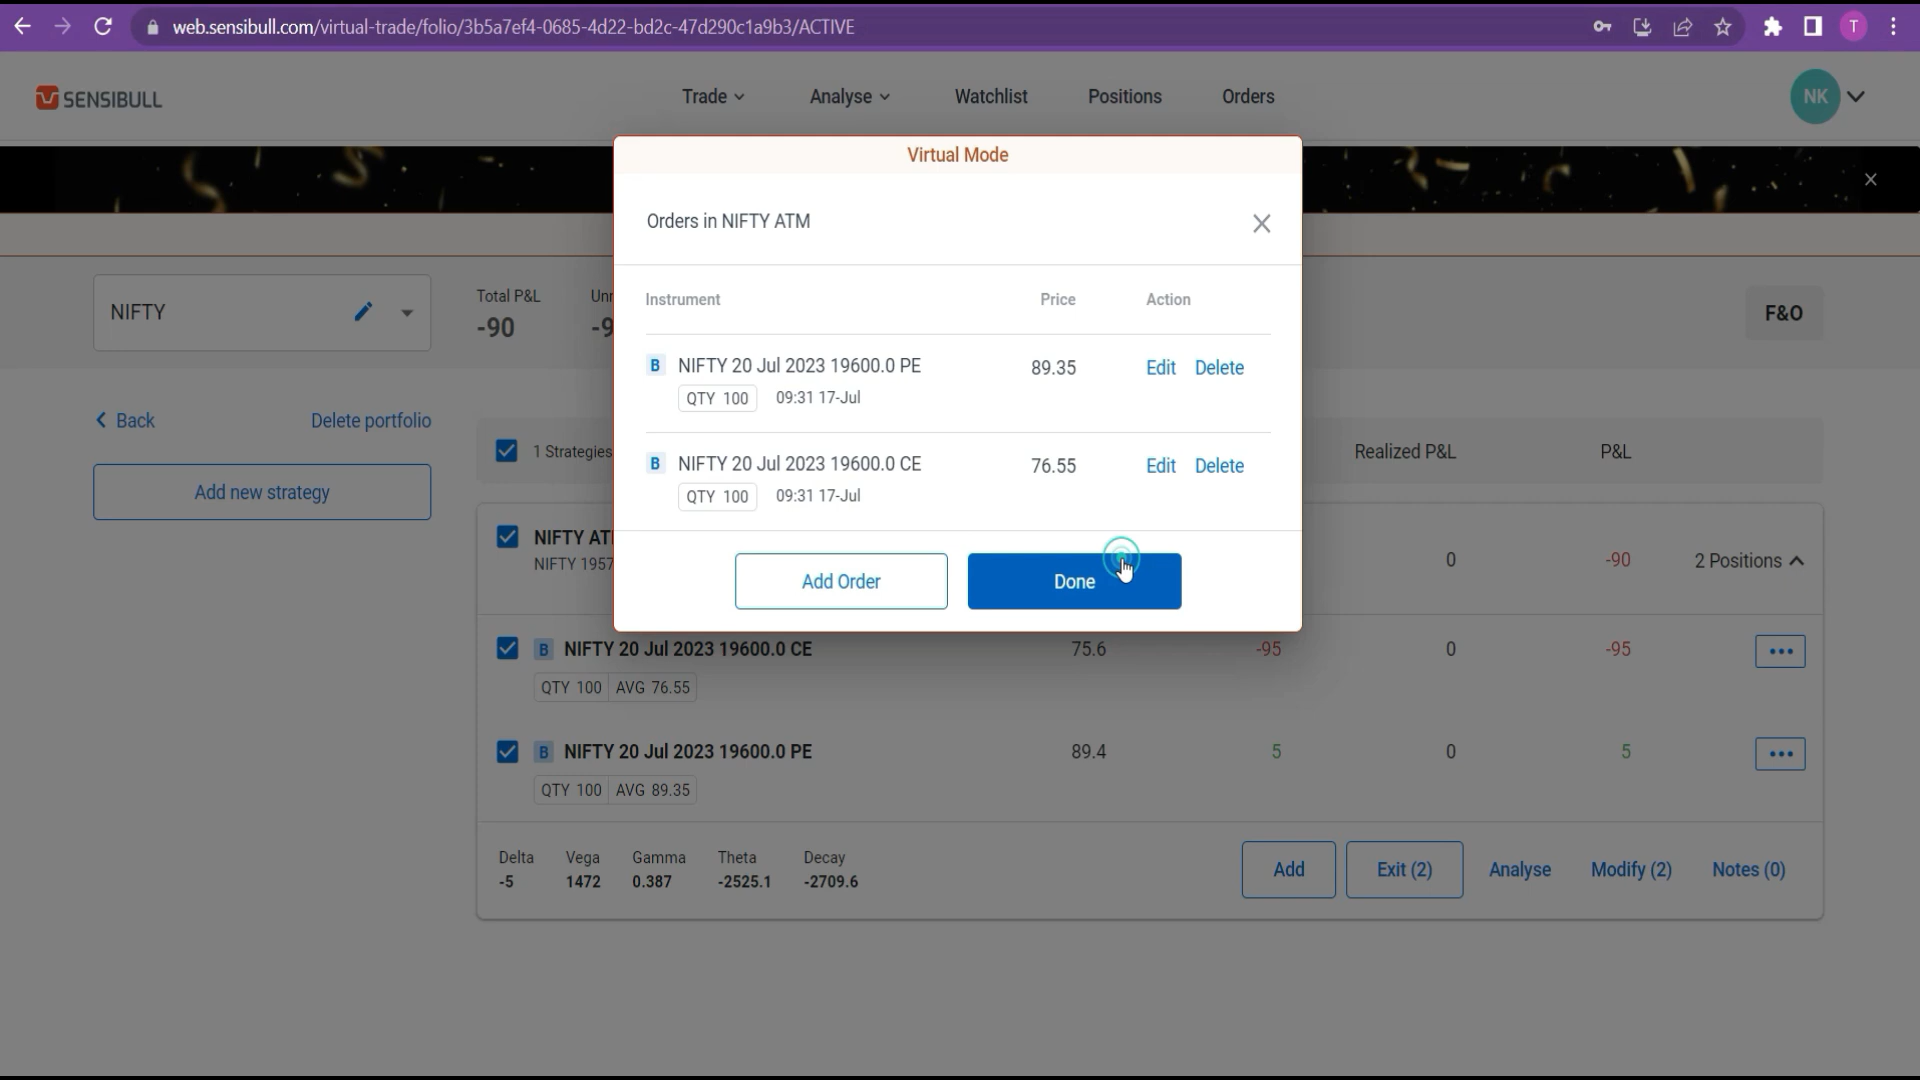 web.sensibull.com/virtual-trade/folio/3b5a7ef4-0685-4d22-bd2c-47d290c1a9b3/ACTIVE
T
SENSIBULL
Trade
Analyse
Watchlist
Positions
Orders
NK
Virtual Mode
Orders in NIFTY ATM
Instrument
Price
Action
B NIFTY 20 Jul 2023 19600.0 PE 89.35 Edit Delete
QTY 100 09:31 17-Jul
B NIFTY 20 Jul 2023 19600.0 CE 76.55 Edit Delete
QTY 100 09:31 17-Jul
Add Order
Done
NIFTY
Total P&L
-90
F&O
Back
Delete portfolio
Add new strategy
1 Strategies
Realized P&L
P&L
NIFTY
NIFTY
0
-90
2 Positions
B NIFTY 20 Jul 2023 19600.0 CE 75.6 -95 0 -95
QTY 100 AVG 76.55
B NIFTY 20 Jul 2023 19600.0 PE 89.4 5 0 5
QTY 100 AVG 89.35
Delta Vega Gamma Theta Decay
-5 1472 0.387 -2525.1 -2709.6
Add
Exit (2)
Analyse
Modify (2)
Notes (0)